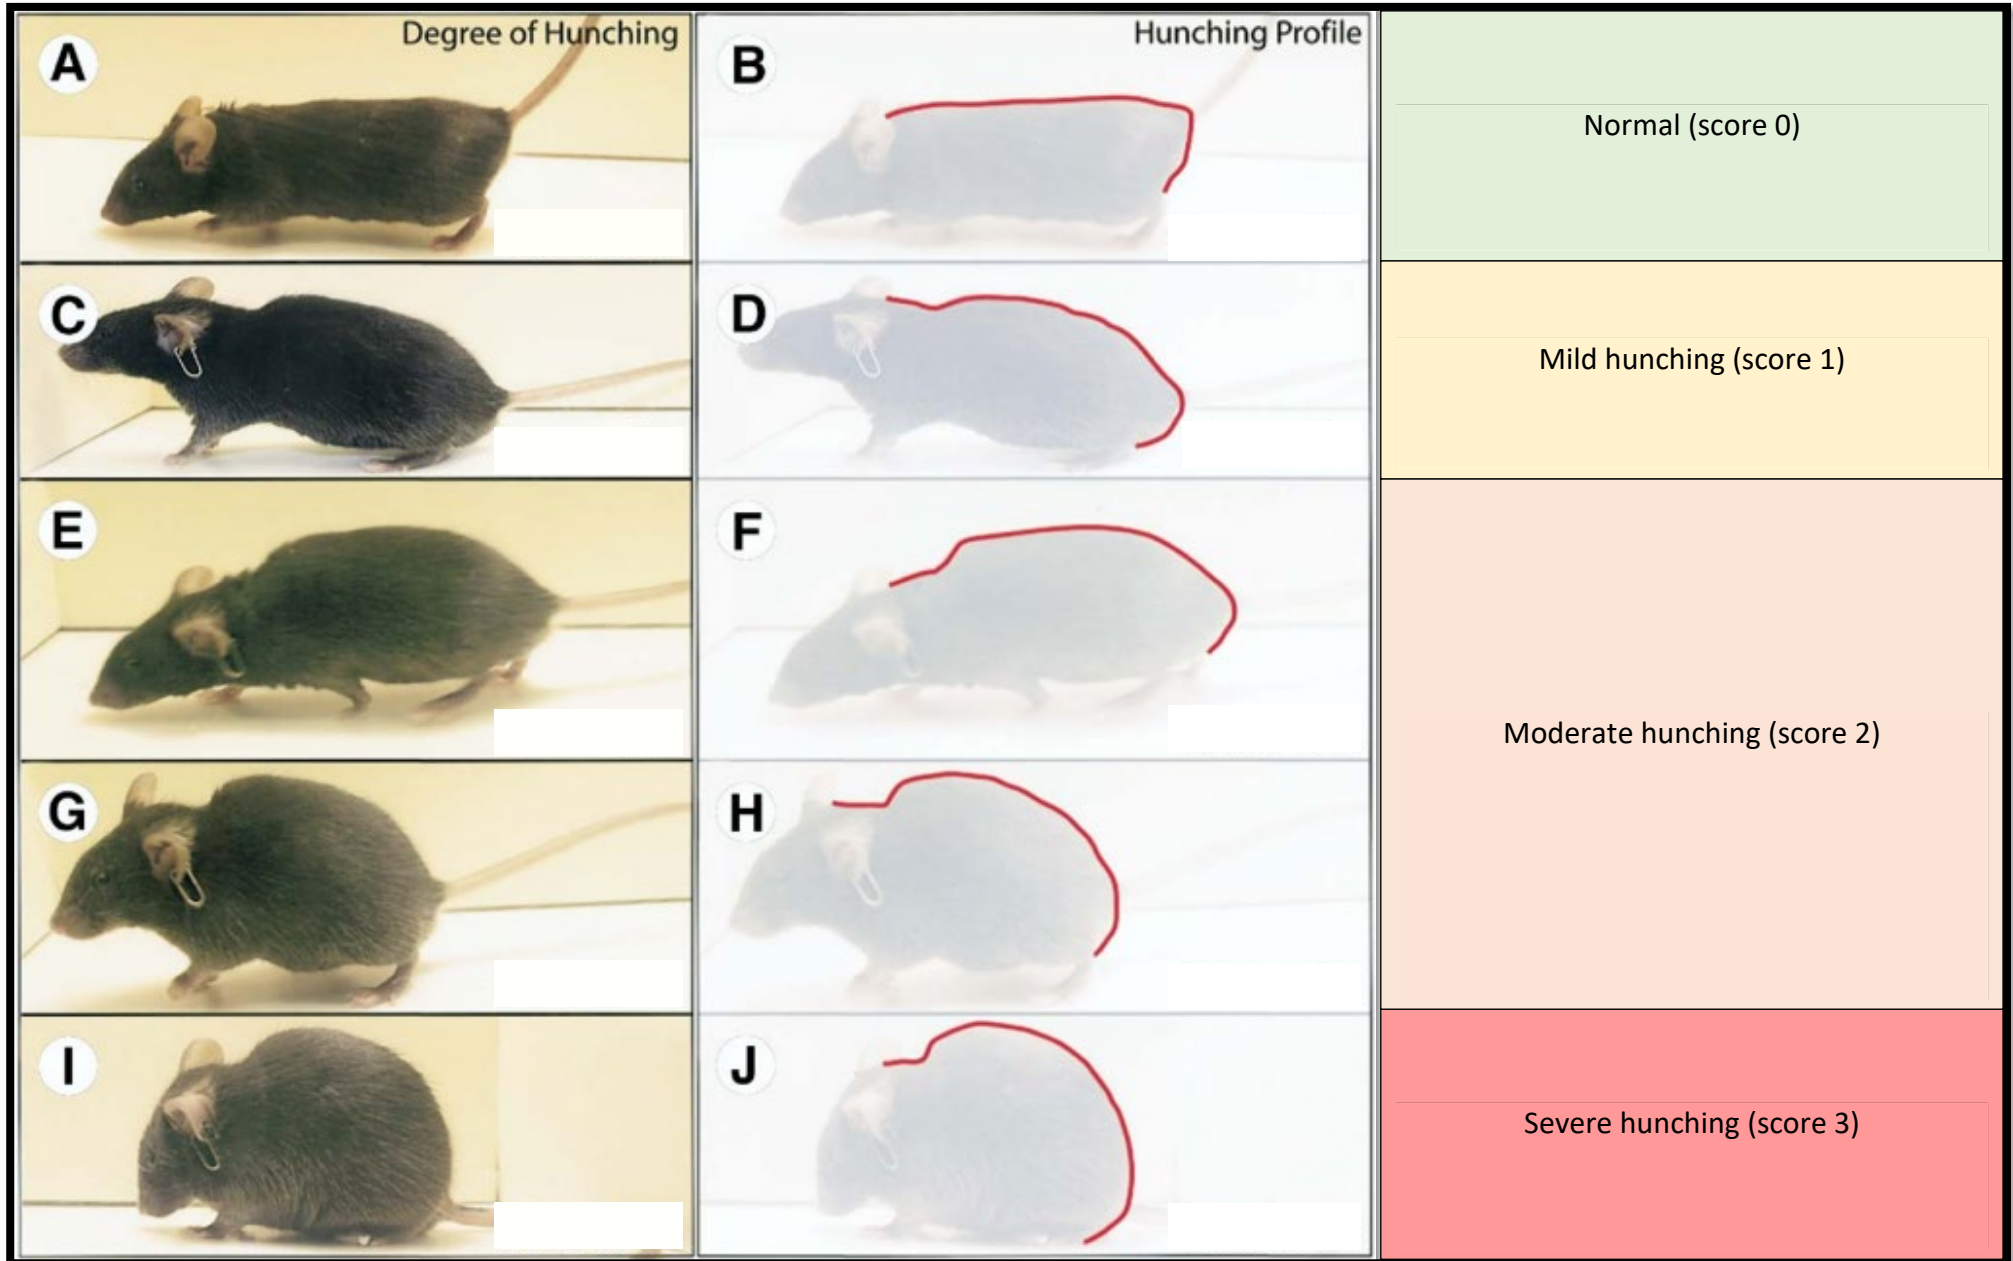 A
Degree of Hunching
B
Hunching Profile
Normal (score 0)
C
D
Mild hunching (score 1)
E
F
Moderate hunching (score 2)
G
H
I
J
Severe hunching (score 3)